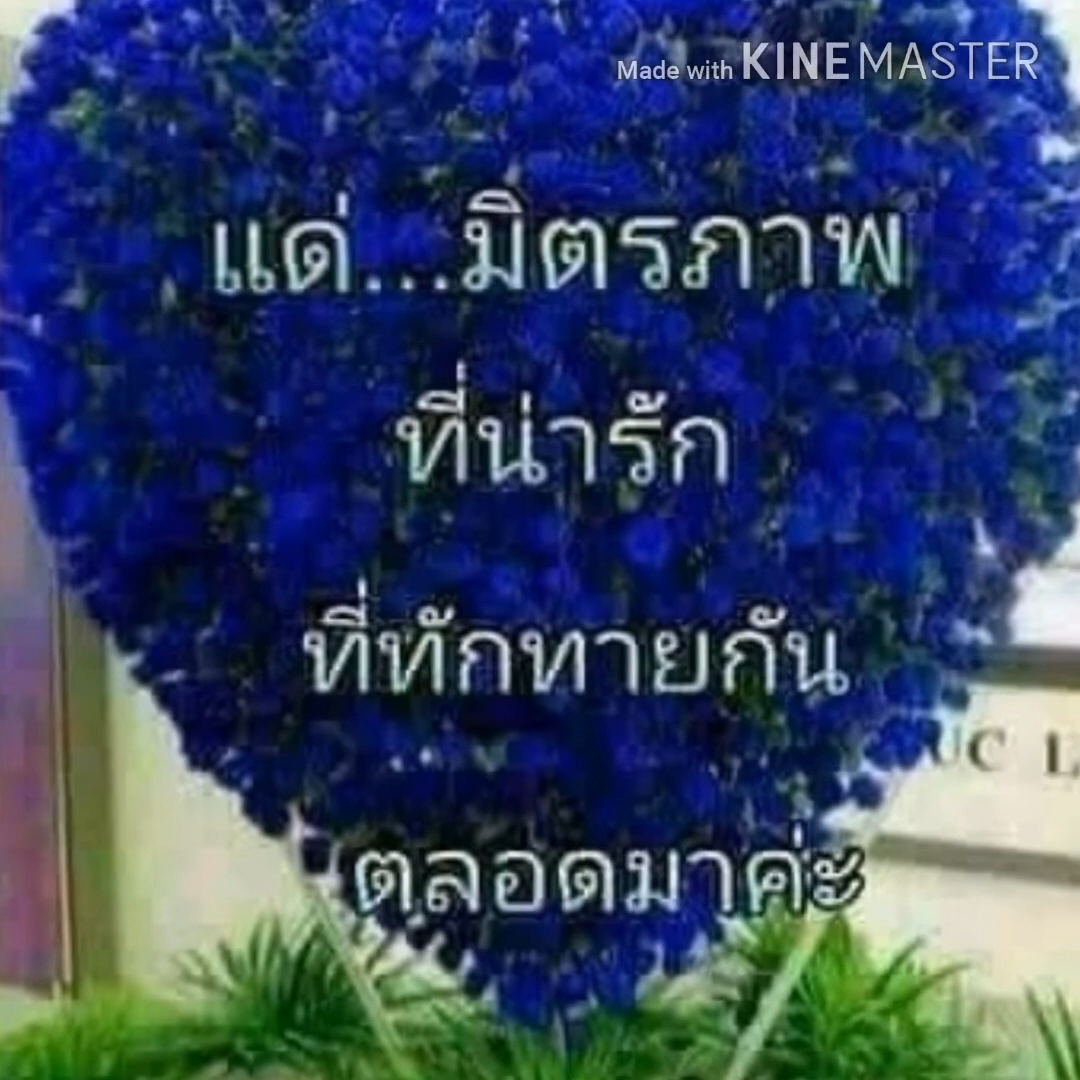 Made with KINEMASTER
แด่...มิตรภาพ
ที่น่ารัก
ที่ทักทายกัน
UC L
ตลอดมาค่ะ